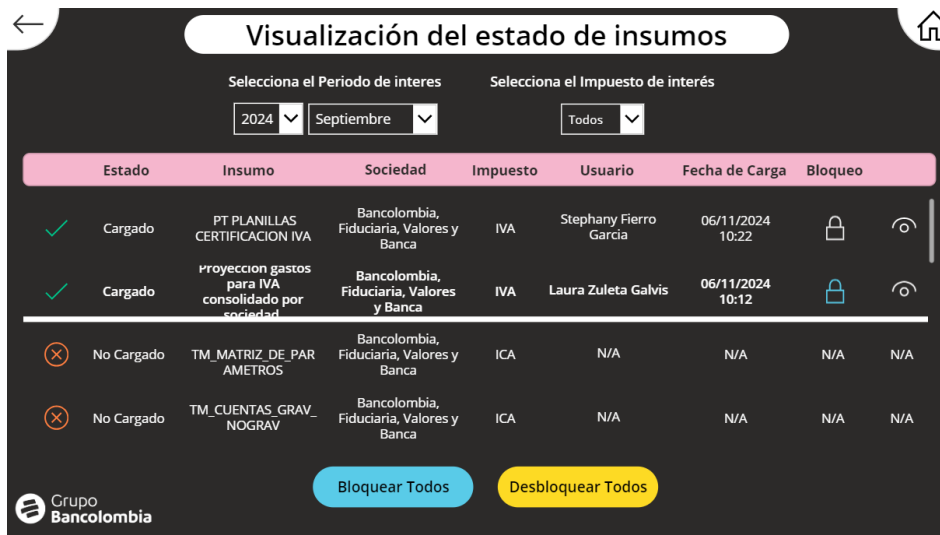 Visualización del estado de insumos
Selecciona el Periodo de interes
Selecciona el Impuesto de interés
2024
Septiembre
Todos
Estado Insumo Sociedad Impuesto Usuario Fecha de Carga Bloqueo
Cargado
PT PLANILLAS
CERTIFICACION IVA
Bancolombia,
Fiduciaria, Valores y
Banca
IVA
Stephany Fierro
Garcia
06/11/2024
10:22
Cargado
Proyección gastos
para IVA
consolidado por
sociedad
Bancolombia,
Fiduciaria, Valores
y Banca
IVA
Laura Zuleta Galvis
06/11/2024
10:12
No Cargado
TM_MATRIZ_DE_PAR
AMETROS
Bancolombia,
Fiduciaria, Valores y
Banca
ICA
N/A
N/A
N/A
N/A
No Cargado
TM_CUENTAS_GRAV_
NOGRAV
Bancolombia,
Fiduciaria, Valores y
Banca
ICA
N/A
N/A
N/A
N/A
Bloquear Todos
Desbloquear Todos
Grupo
Bancolombia